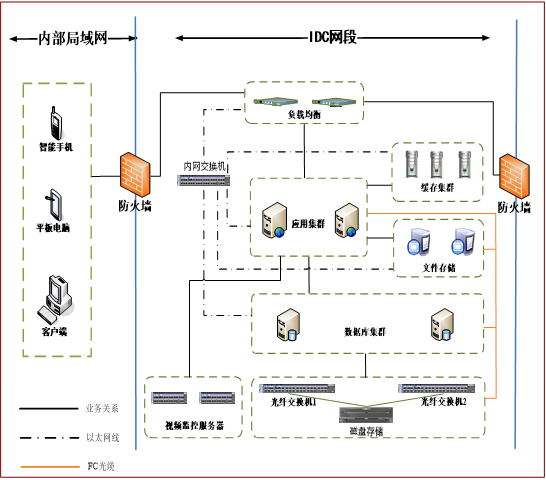 内部局域网
IDC网段
负载均衡
智能手机
内网交换机
缓存集群
防火墙
防火墙
平板电脑
应用集群
文件存储
客户端
数据库集群
光纤交换机1
光纤交换机2
业务关系
视频监控服务器
磁盘存储
以太网线
FC光缆